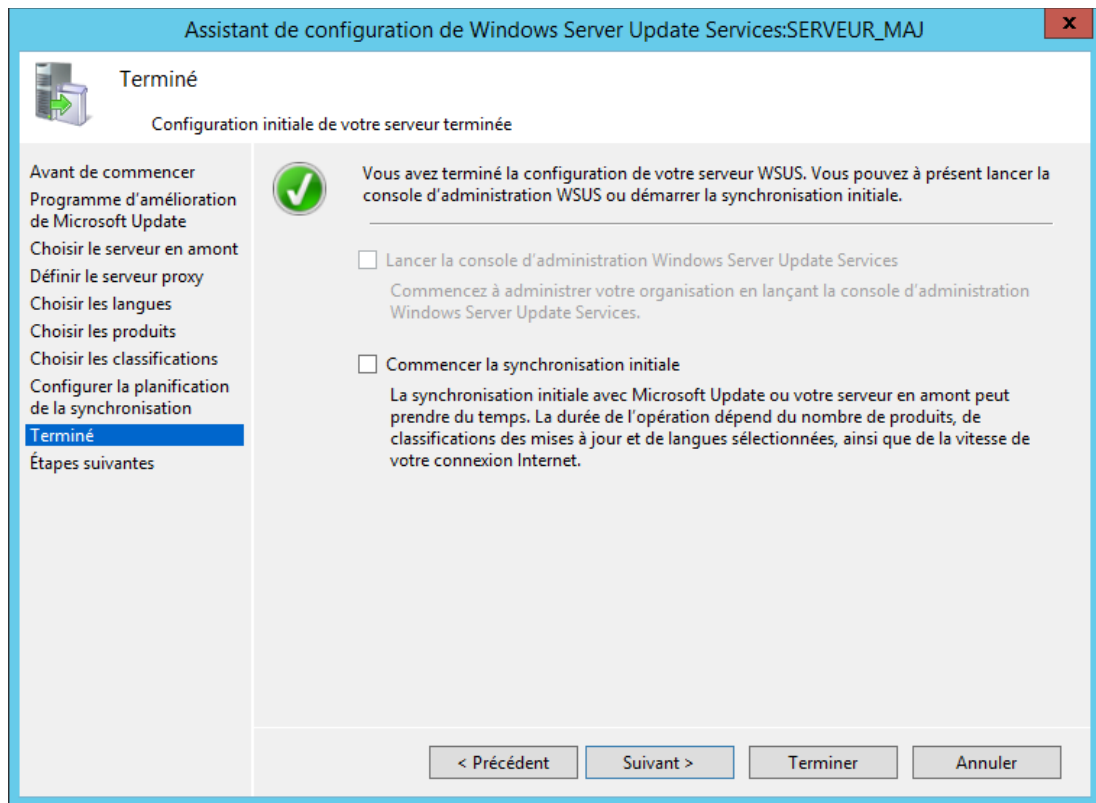 Assistant de configuration de Windows Server Update Services:SERVEUR_MAJ
x
Terminé
Configuration initiale de votre serveur terminée
Avant de commencer
Programme d'amélioration
de Microsoft Update
Choisir le serveur en amont
Définir le serveur proxy
Choisir les langues
Choisir les produits
Choisir les classifications
Configurer la planification
de la synchronisation
Terminé
Étapes suivantes
Vous avez terminé la configuration de votre serveur WSUS. Vous pouvez à présent lancer la
console d'administration WSUS ou démarrer la synchronisation initiale.
Lancer la console d'administration Windows Server Update Services
Commencez à administrer votre organisation en lançant la console d'administration
Windows Server Update Services.
Commencer la synchronisation initiale
La synchronisation initiale avec Microsoft Update ou votre serveur en amont peut
prendre du temps. La durée de l'opération dépend du nombre de produits, de
classifications des mises à jour et de langues sélectionnées, ainsi que de la vitesse de
votre connexion Internet.
< Précédent
Suivant >
Terminer
Annuler